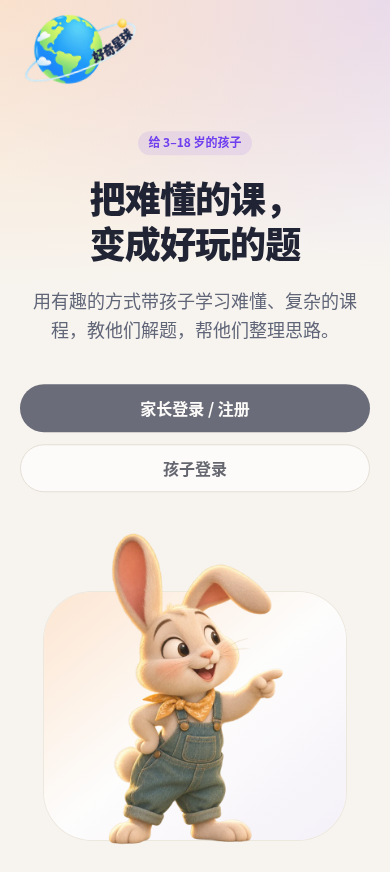 好奇星球
给 3–18 岁的孩子
把难懂的课，
变成好玩的题
用有趣的方式带孩子学习难懂、复杂的课
程，教他们解题，帮他们整理思路。
家长登录 / 注册
孩子登录